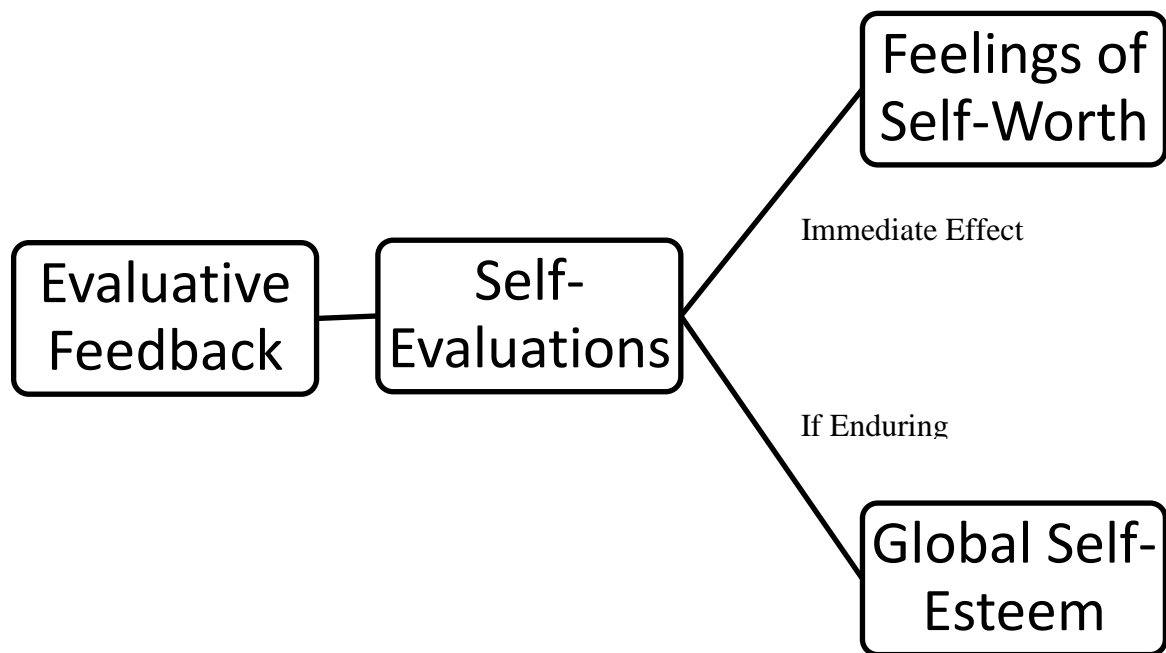 Feelings of
Self-Worth
Immediate Effect
Evaluative
Feedback
Self-
Evaluations
If Enduring
Global Self-
Esteem